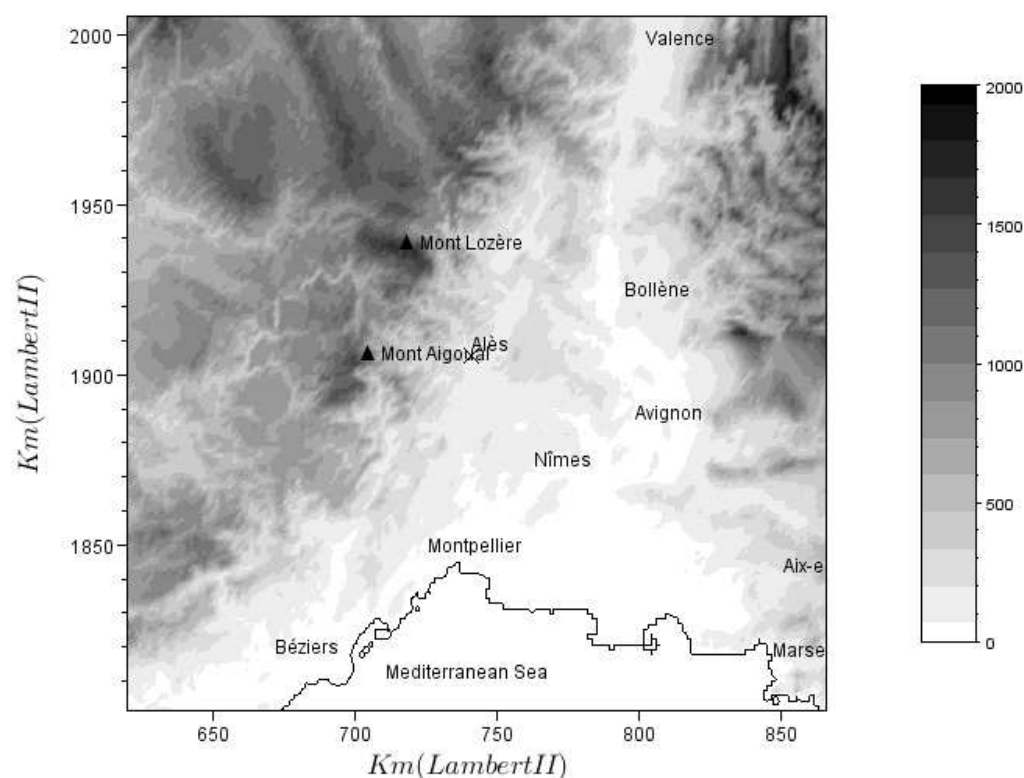 2000
1950
1900
1850
Km(LambertII)
650
700
750
800
850
Km(LambertII)
Valence
Mont Lozère
Bollène
Alès
Mont Aigoual
Avignon
Nîmes
Montpellier
Aix-e
Béziers
Marse
Mediterranean Sea
2000
1500
1000
500
0